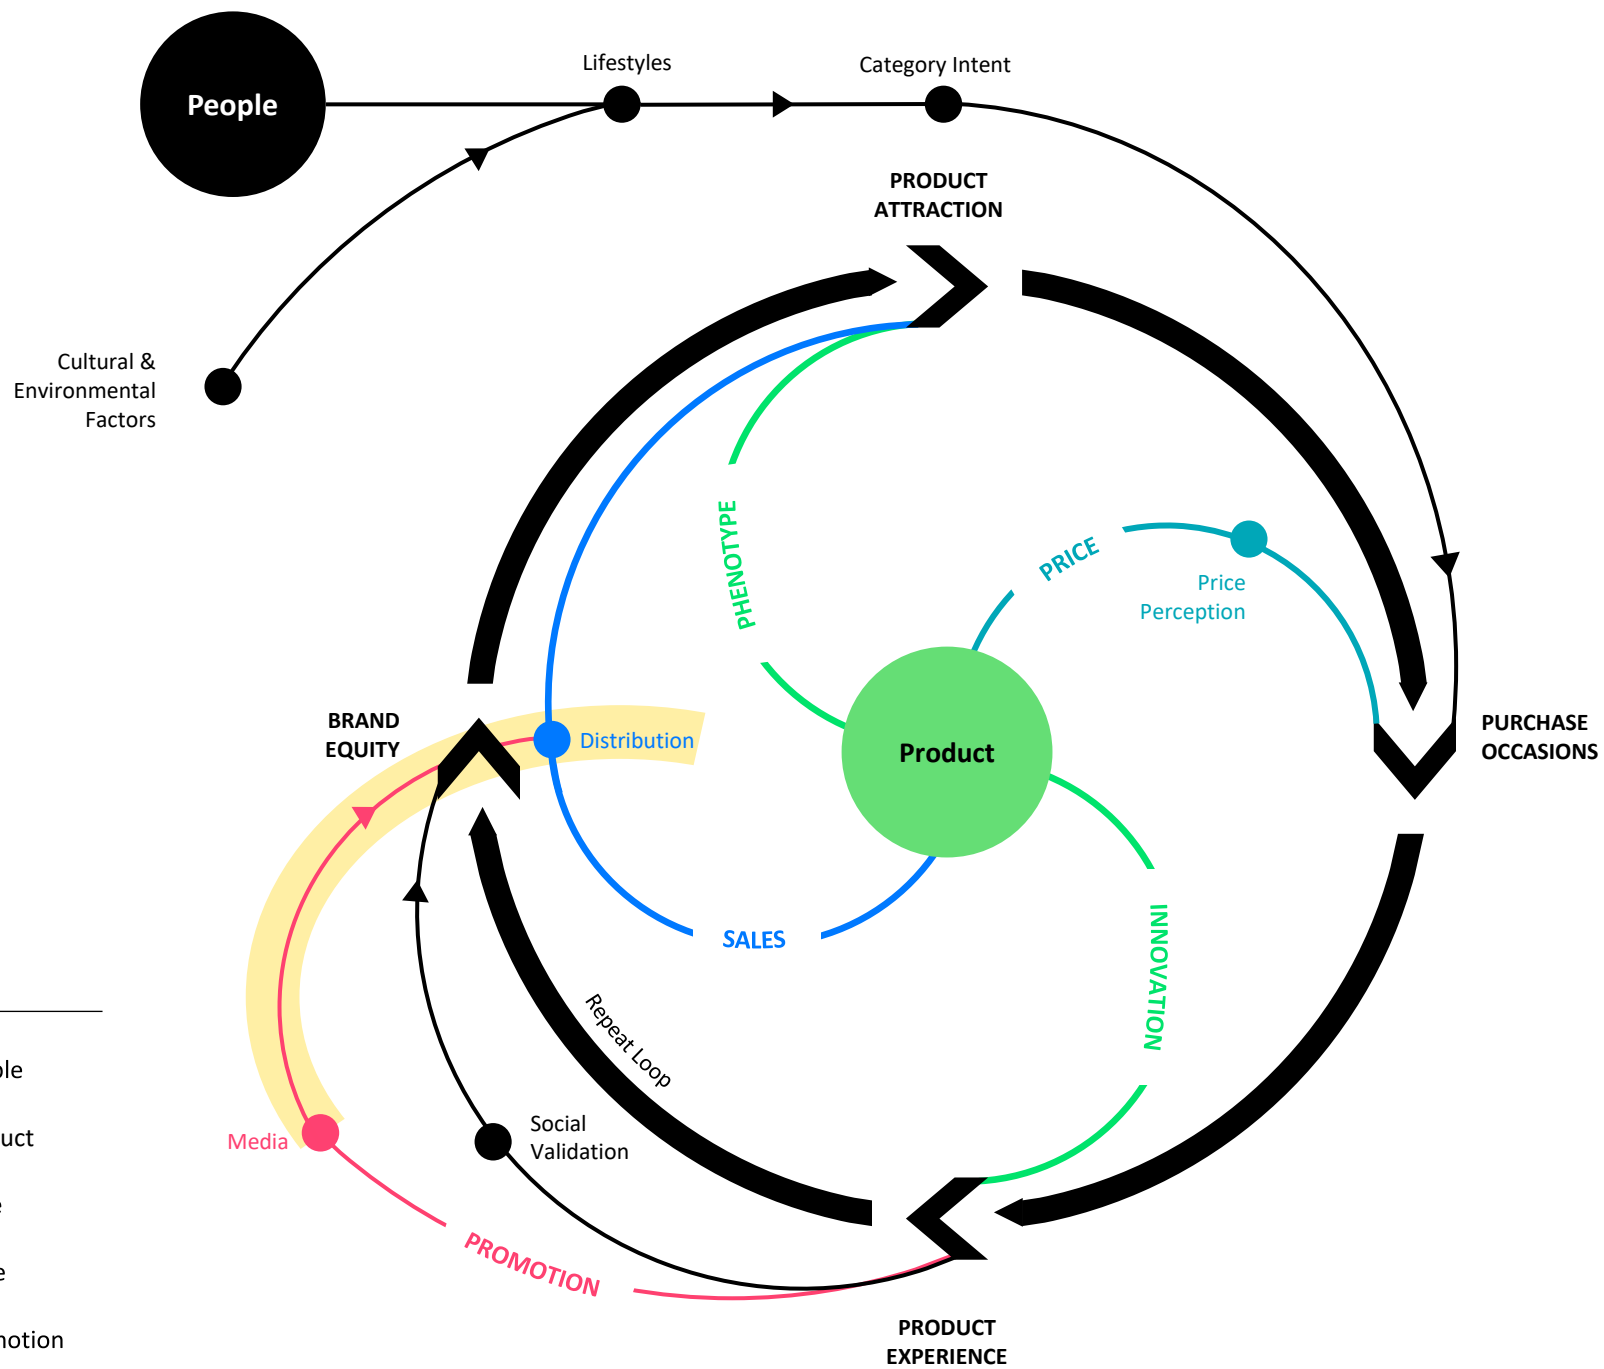 People
Lifestyles
Category Intent
PRODUCT
ATTRACTION
Cultural &
Environmental
Factors
PHENOTYPE
PRICE
Price
Perception
BRAND
EQUITY
Distribution
Product
PURCHASE
OCCASIONS
SALES
INNOVATION
Repeat Loop
Media
Social
Validation
PROMOTION
PRODUCT
EXPERIENCE